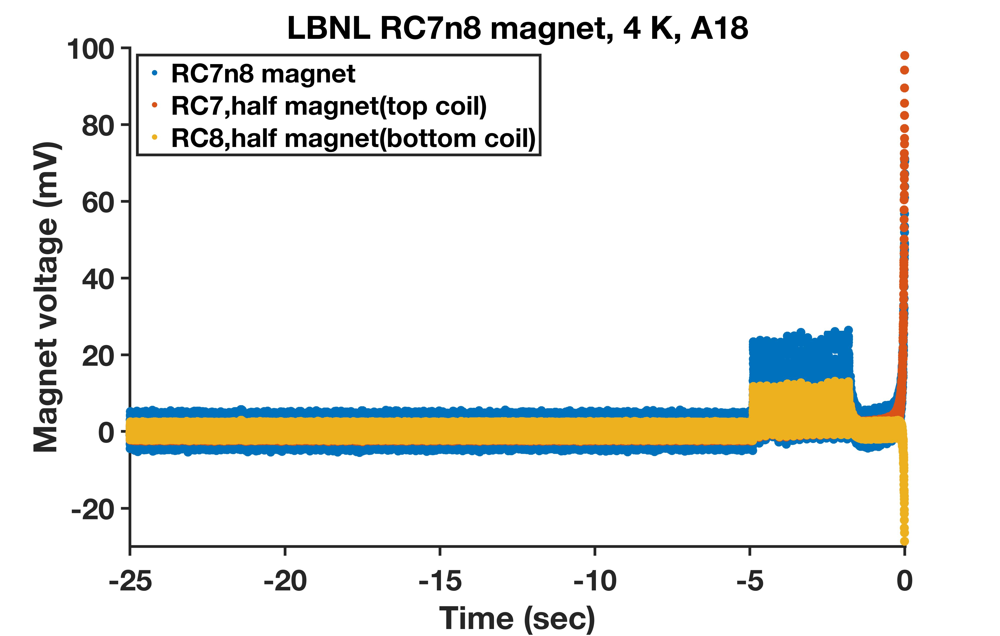 LBNL RC7n8 magnet, 4 K, A18
100
80
60
40
20
0
-20
Magnet voltage (mV)
RC7n8 magnet
RC7,half magnet(top coil)
RC8,half magnet(bottom coil)
-25 -20 -15 -10 -5 0
Time (sec)